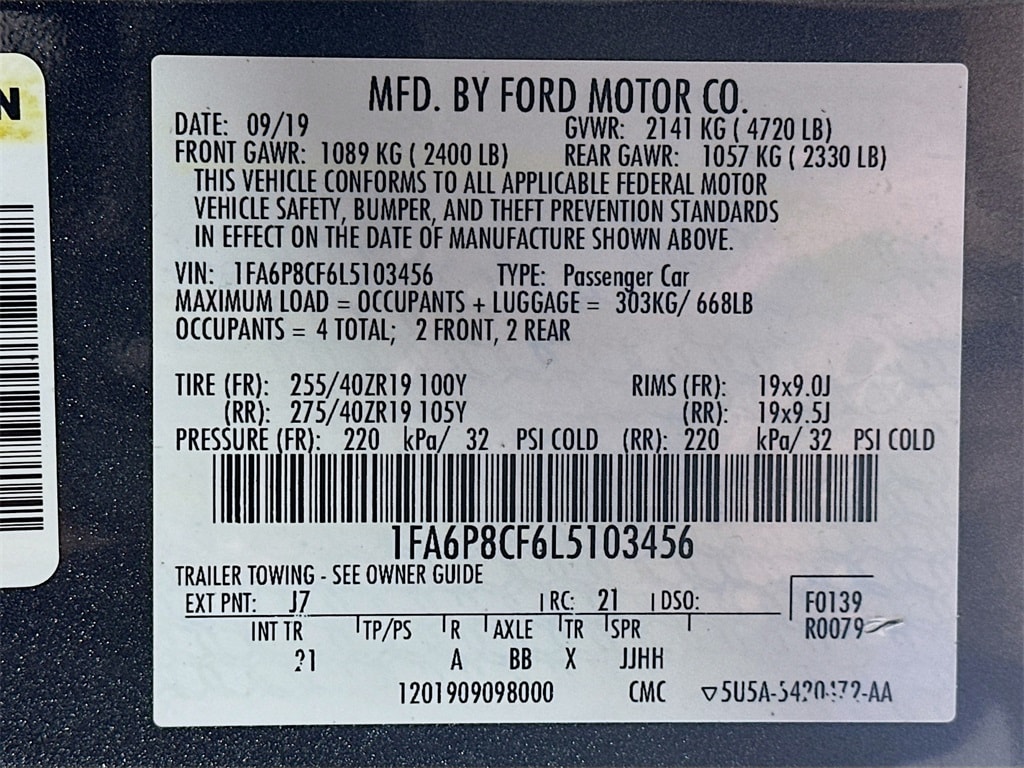 N
MFD. BY FORD MOTOR CO.
DATE: 09/19 GVWR: 2141 KG ( 4720 LB)
FRONT GAWR: 1089 KG ( 2400 LB) REAR GAWR: 1057 KG ( 2330 LB)
THIS VEHICLE CONFORMS TO ALL APPLICABLE FEDERAL MOTOR
VEHICLE SAFETY, BUMPER, AND THEFT PREVENTION STANDARDS
IN EFFECT ON THE DATE OF MANUFACTURE SHOWN ABOVE.
VIN: 1FA6P8CF6L5103456 TYPE: Passenger Car
MAXIMUM LOAD = OCCUPANTS + LUGGAGE = 303KG/ 668LB
OCCUPANTS = 4 TOTAL; 2 FRONT, 2 REAR
TIRE (FR): 255/40ZR19 100Y RIMS (FR): 19x9.0J
(RR): 275/40ZR19 105Y (RR): 19x9.5J
PRESSURE (FR): 220 kPa/ 32 PSI COLD (RR): 220 kPa/ 32 PSI COLD
1FA6P8CF6L5103456
TRAILER TOWING - SEE OWNER GUIDE
EXT PNT: J7 RC: 21 DSO: F0139
INT TR TP/PS R AXLE TR SPR R0079
A BB X JJHH
1201909098000 CMC